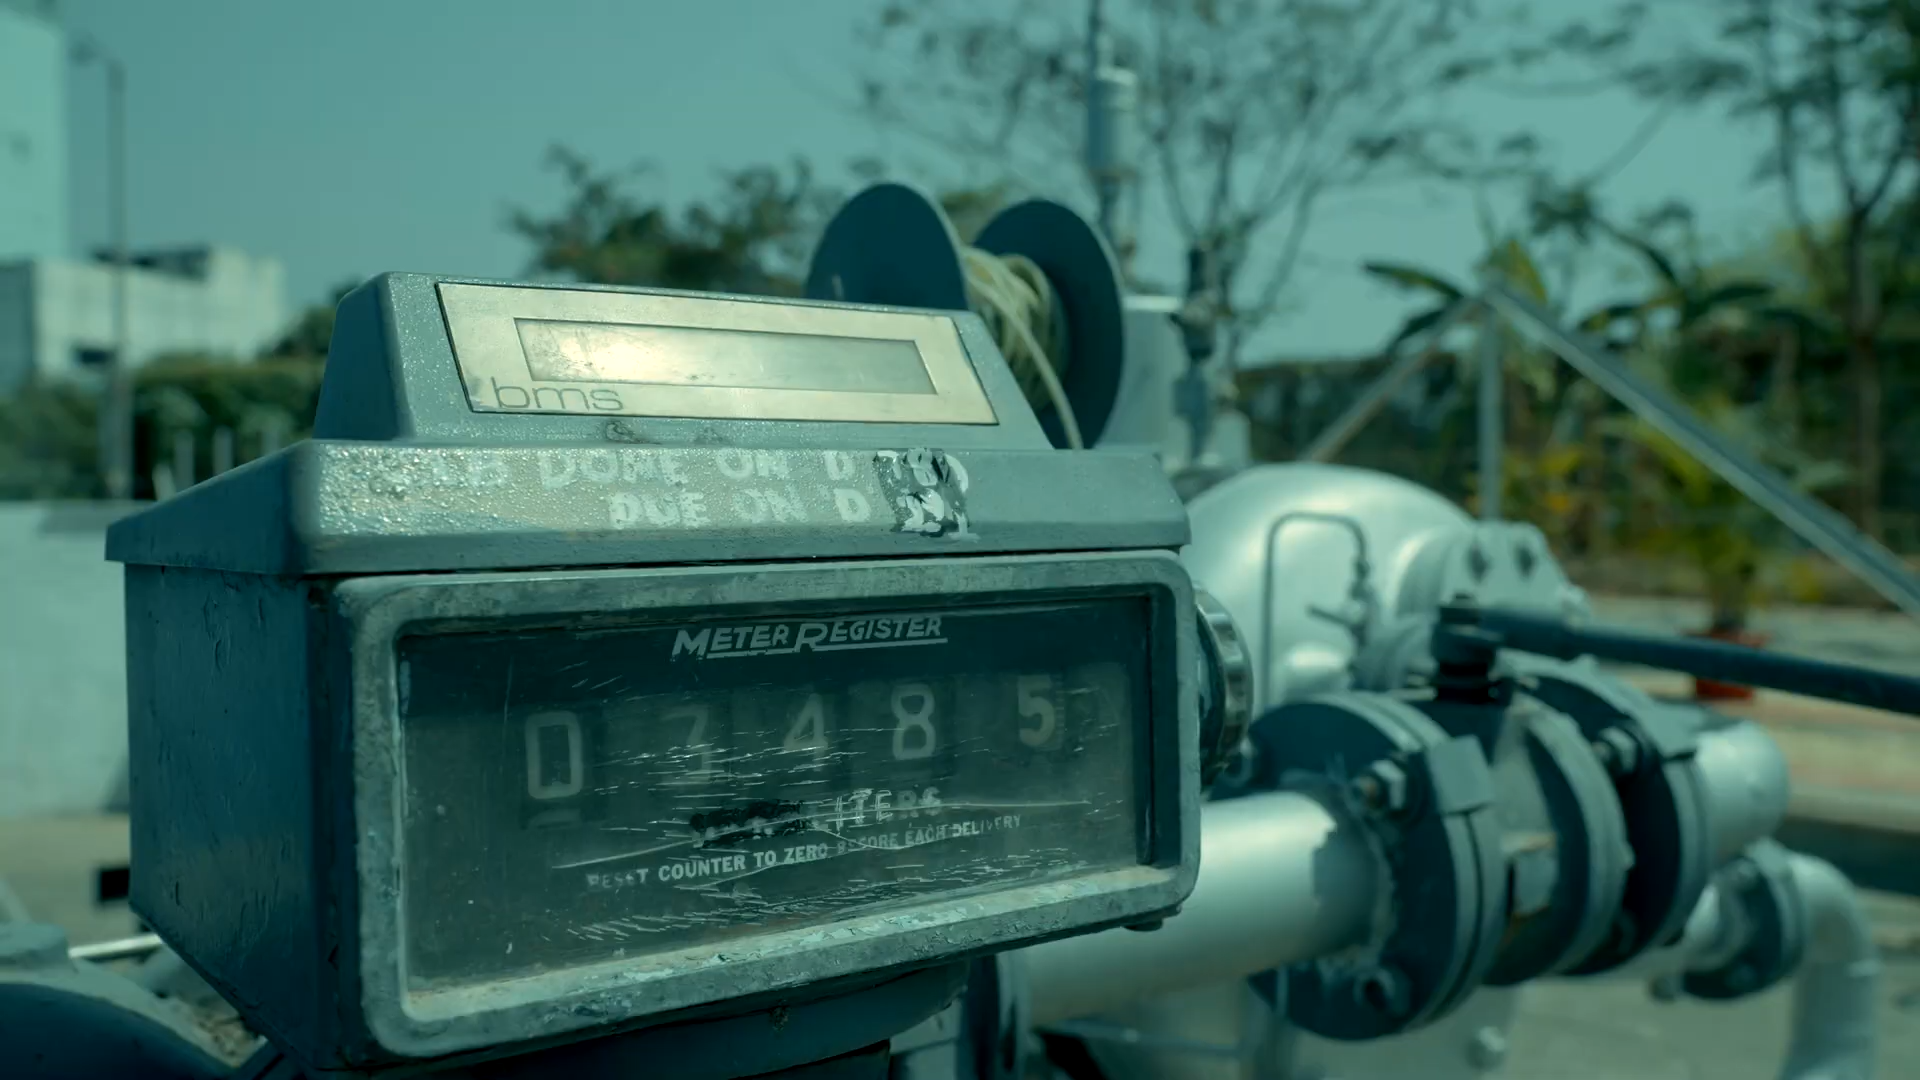 bms
DONE ON D
DUE ON D
METER REGISTER
0 7 4 8 5
LITERS
RESET COUNTER TO ZERO BEFORE EACH DELIVERY